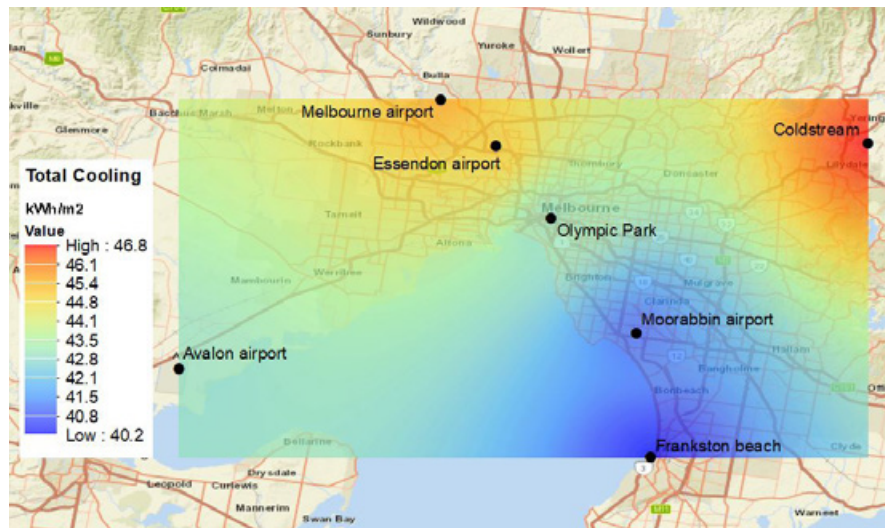 Wildwood
Sunbury
Yuroke
Wollert
Coimadai
Bulla
Bacchus Marsh
Melton
Melbourne airport
Coldstream
Glenmore
Rockbank
Essendon airport
Thornbury
Lilydale
Doncaster
Total Cooling
kWh/m2
Value
High : 46.8
46.1
45.4
44.8
44.1
43.5
42.8
42.1
41.5
40.8
Low : 40.2
Tarneit
Melbourne
Olympic Park
Altona
Mambourin
Werribee
Brighton
Mulgrave
Clarinda
Moorabbin airport
Avalon airport
Hallam
Bangholme
Bonbeach
Frankston beach
Clyde
Bellarine
Drysdale
Leopold
Curlewis
Mannerim
Swan Bay
Warneet